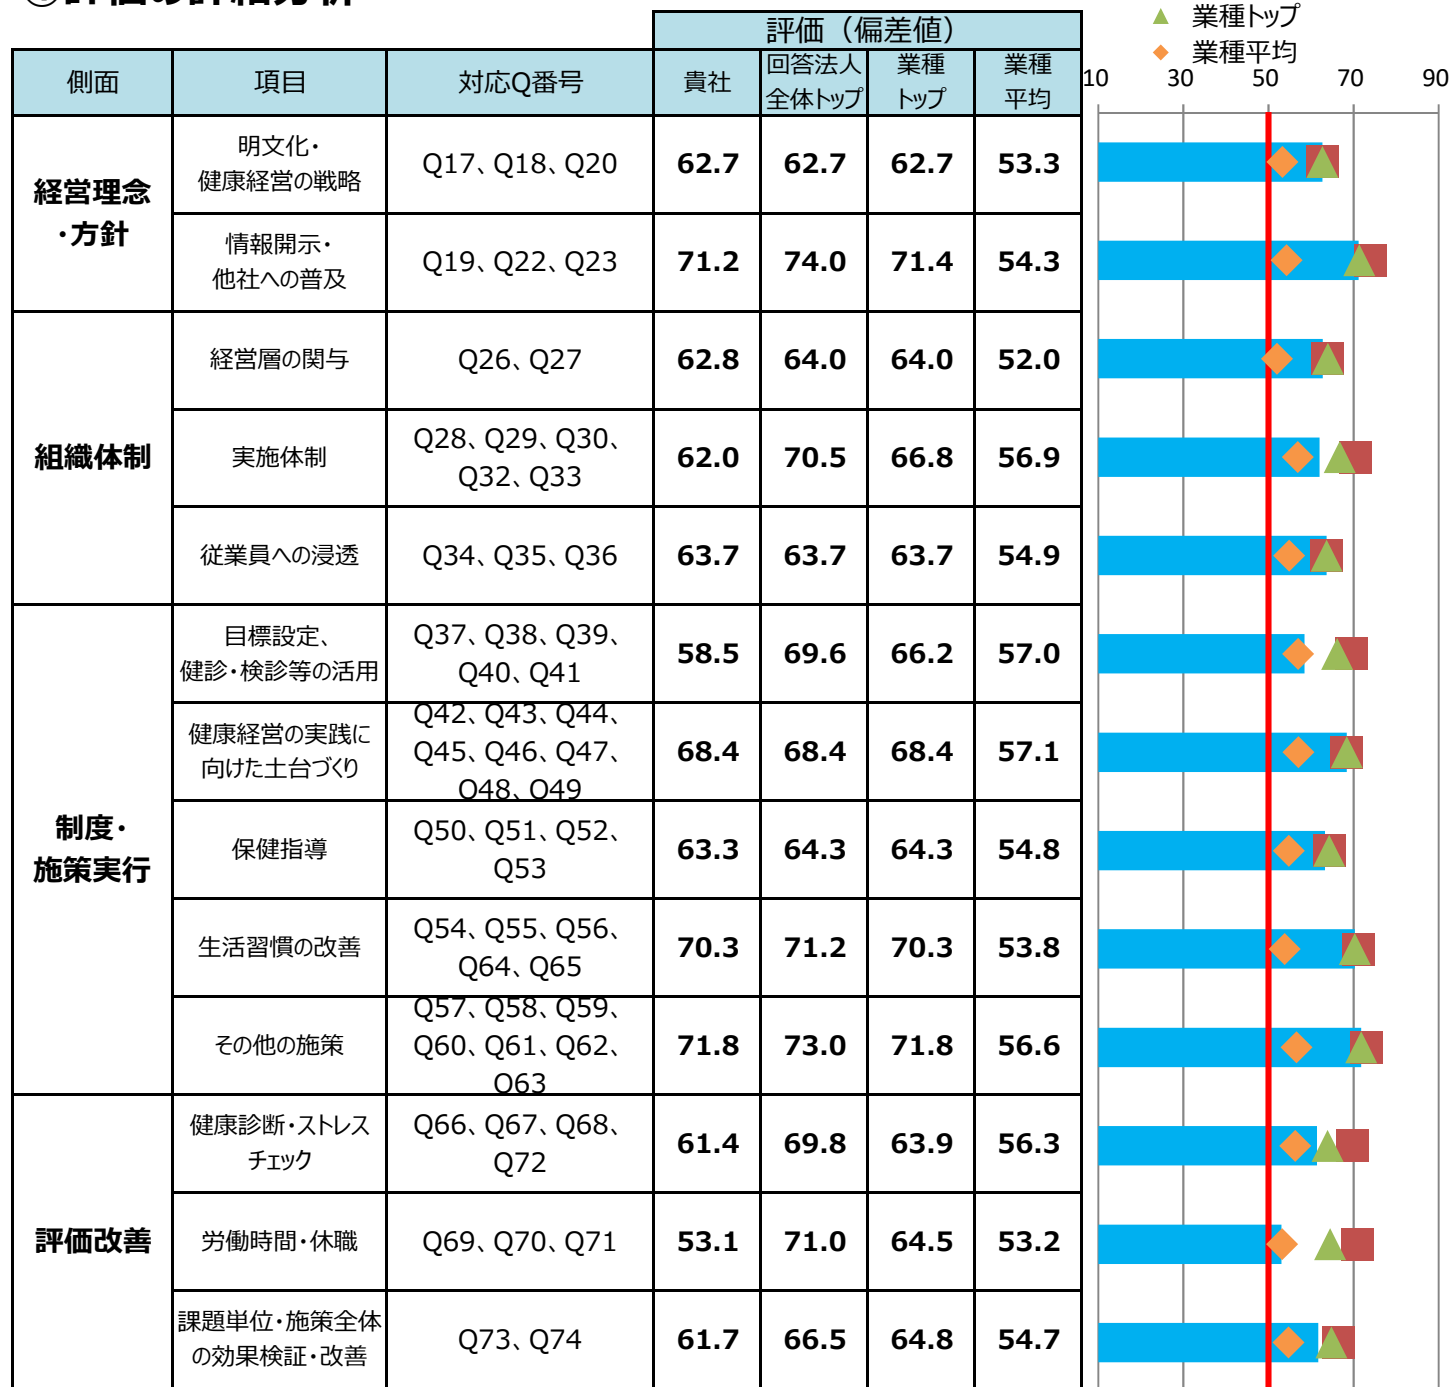 ④評価の詳細分析
業種トップ
業種平均
評価（偏差値）
側面 項目 対応Q番号 貴社 回答法人全体トップ 業種トップ 業種平均
10 30 50 70 90
経営理念・方針
明文化・健康経営の戦略 Q17、Q18、Q20 62.7 62.7 62.7 53.3
情報開示・他社への普及 Q19、Q22、Q23 71.2 74.0 71.4 54.3
組織体制
経営層の関与 Q26、Q27 62.8 64.0 64.0 52.0
実施体制 Q28、Q29、Q30、Q32、Q33 62.0 70.5 66.8 56.9
従業員への浸透 Q34、Q35、Q36 63.7 63.7 63.7 54.9
制度・施策実行
目標設定、健診・検診等の活用 Q37、Q38、Q39、Q40、Q41 58.5 69.6 66.2 57.0
健康経営の実践に向けた土台づくり Q42、Q43、Q44、Q45、Q46、Q47、Q48、Q49 68.4 68.4 68.4 57.1
保健指導 Q50、Q51、Q52、Q53 63.3 64.3 64.3 54.8
生活習慣の改善 Q54、Q55、Q56、Q64、Q65 70.3 71.2 70.3 53.8
その他の施策 Q57、Q58、Q59、Q60、Q61、Q62、Q63 71.8 73.0 71.8 56.6
評価改善
健康診断・ストレスチェック Q66、Q67、Q68、Q72 61.4 69.8 63.9 56.3
労働時間・休職 Q69、Q70、Q71 53.1 71.0 64.5 53.2
課題単位・施策全体の効果検証・改善 Q73、Q74 61.7 66.5 64.8 54.7